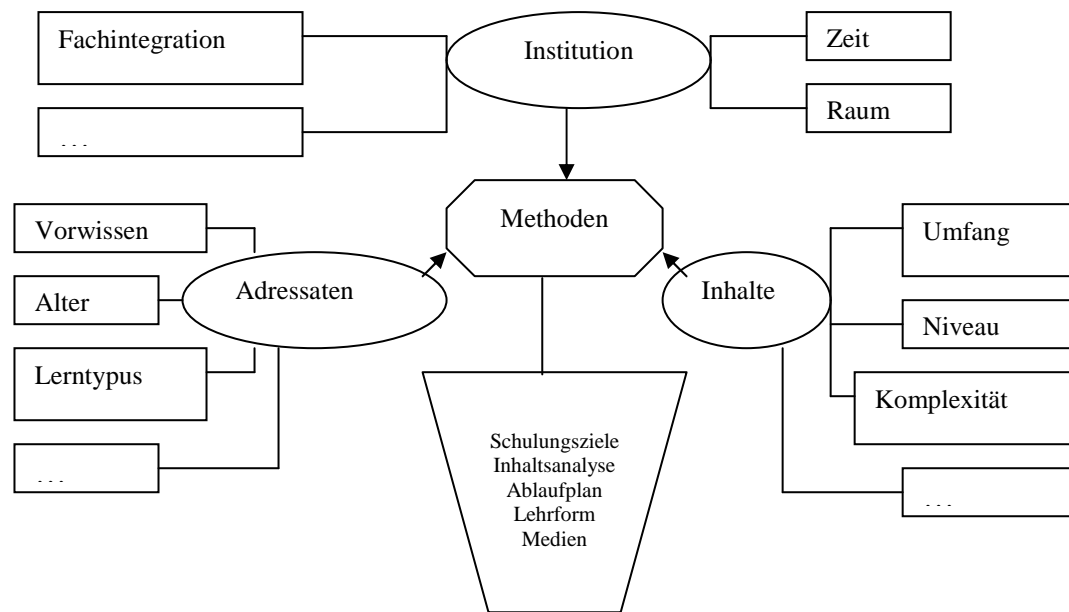 Fachintegration
Institution
Zeit
Raum
...
Methoden
Vorwissen
Adressaten
Alter
Lerntypus
...
Inhalte
Umfang
Niveau
Komplexität
...
Schulungsziele
Inhaltsanalyse
Ablaufplan
Lehrform
Medien